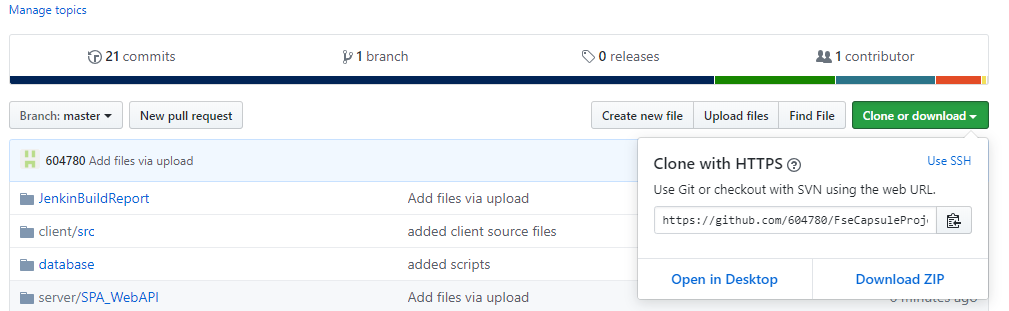 Manage topics
21 commits
1 branch
0 releases
1 contributor
Branch: master
New pull request
Create new file
Upload files
Find File
Clone or download
604780 Add files via upload
Clone with HTTPS
Use SSH
Use Git or checkout with SVN using the web URL.
https://github.com/604780/FseCapsuleProj
Open in Desktop
Download ZIP
JenkinBuildReport
Add files via upload
client/src
added client source files
database
added scripts
server/SPA_WebAPI
Add files via upload
minutes ago